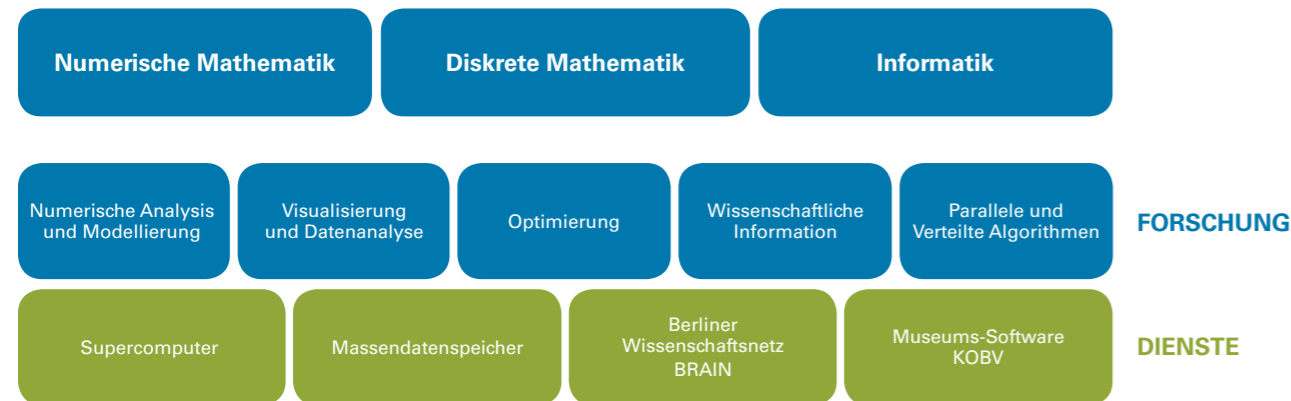 Numerische Mathematik
Diskrete Mathematik
Informatik
Numerische Analysis
und Modellierung
Visualisierung
und Datenanalyse
Optimierung
Wissenschaftliche
Information
Parallele und
Verteilte Algorithmen
FORSCHUNG
Supercomputer
Massendatenspeicher
Berliner
Wissenschaftsnetz
BRAIN
Museums-Software
KOBV
DIENSTE